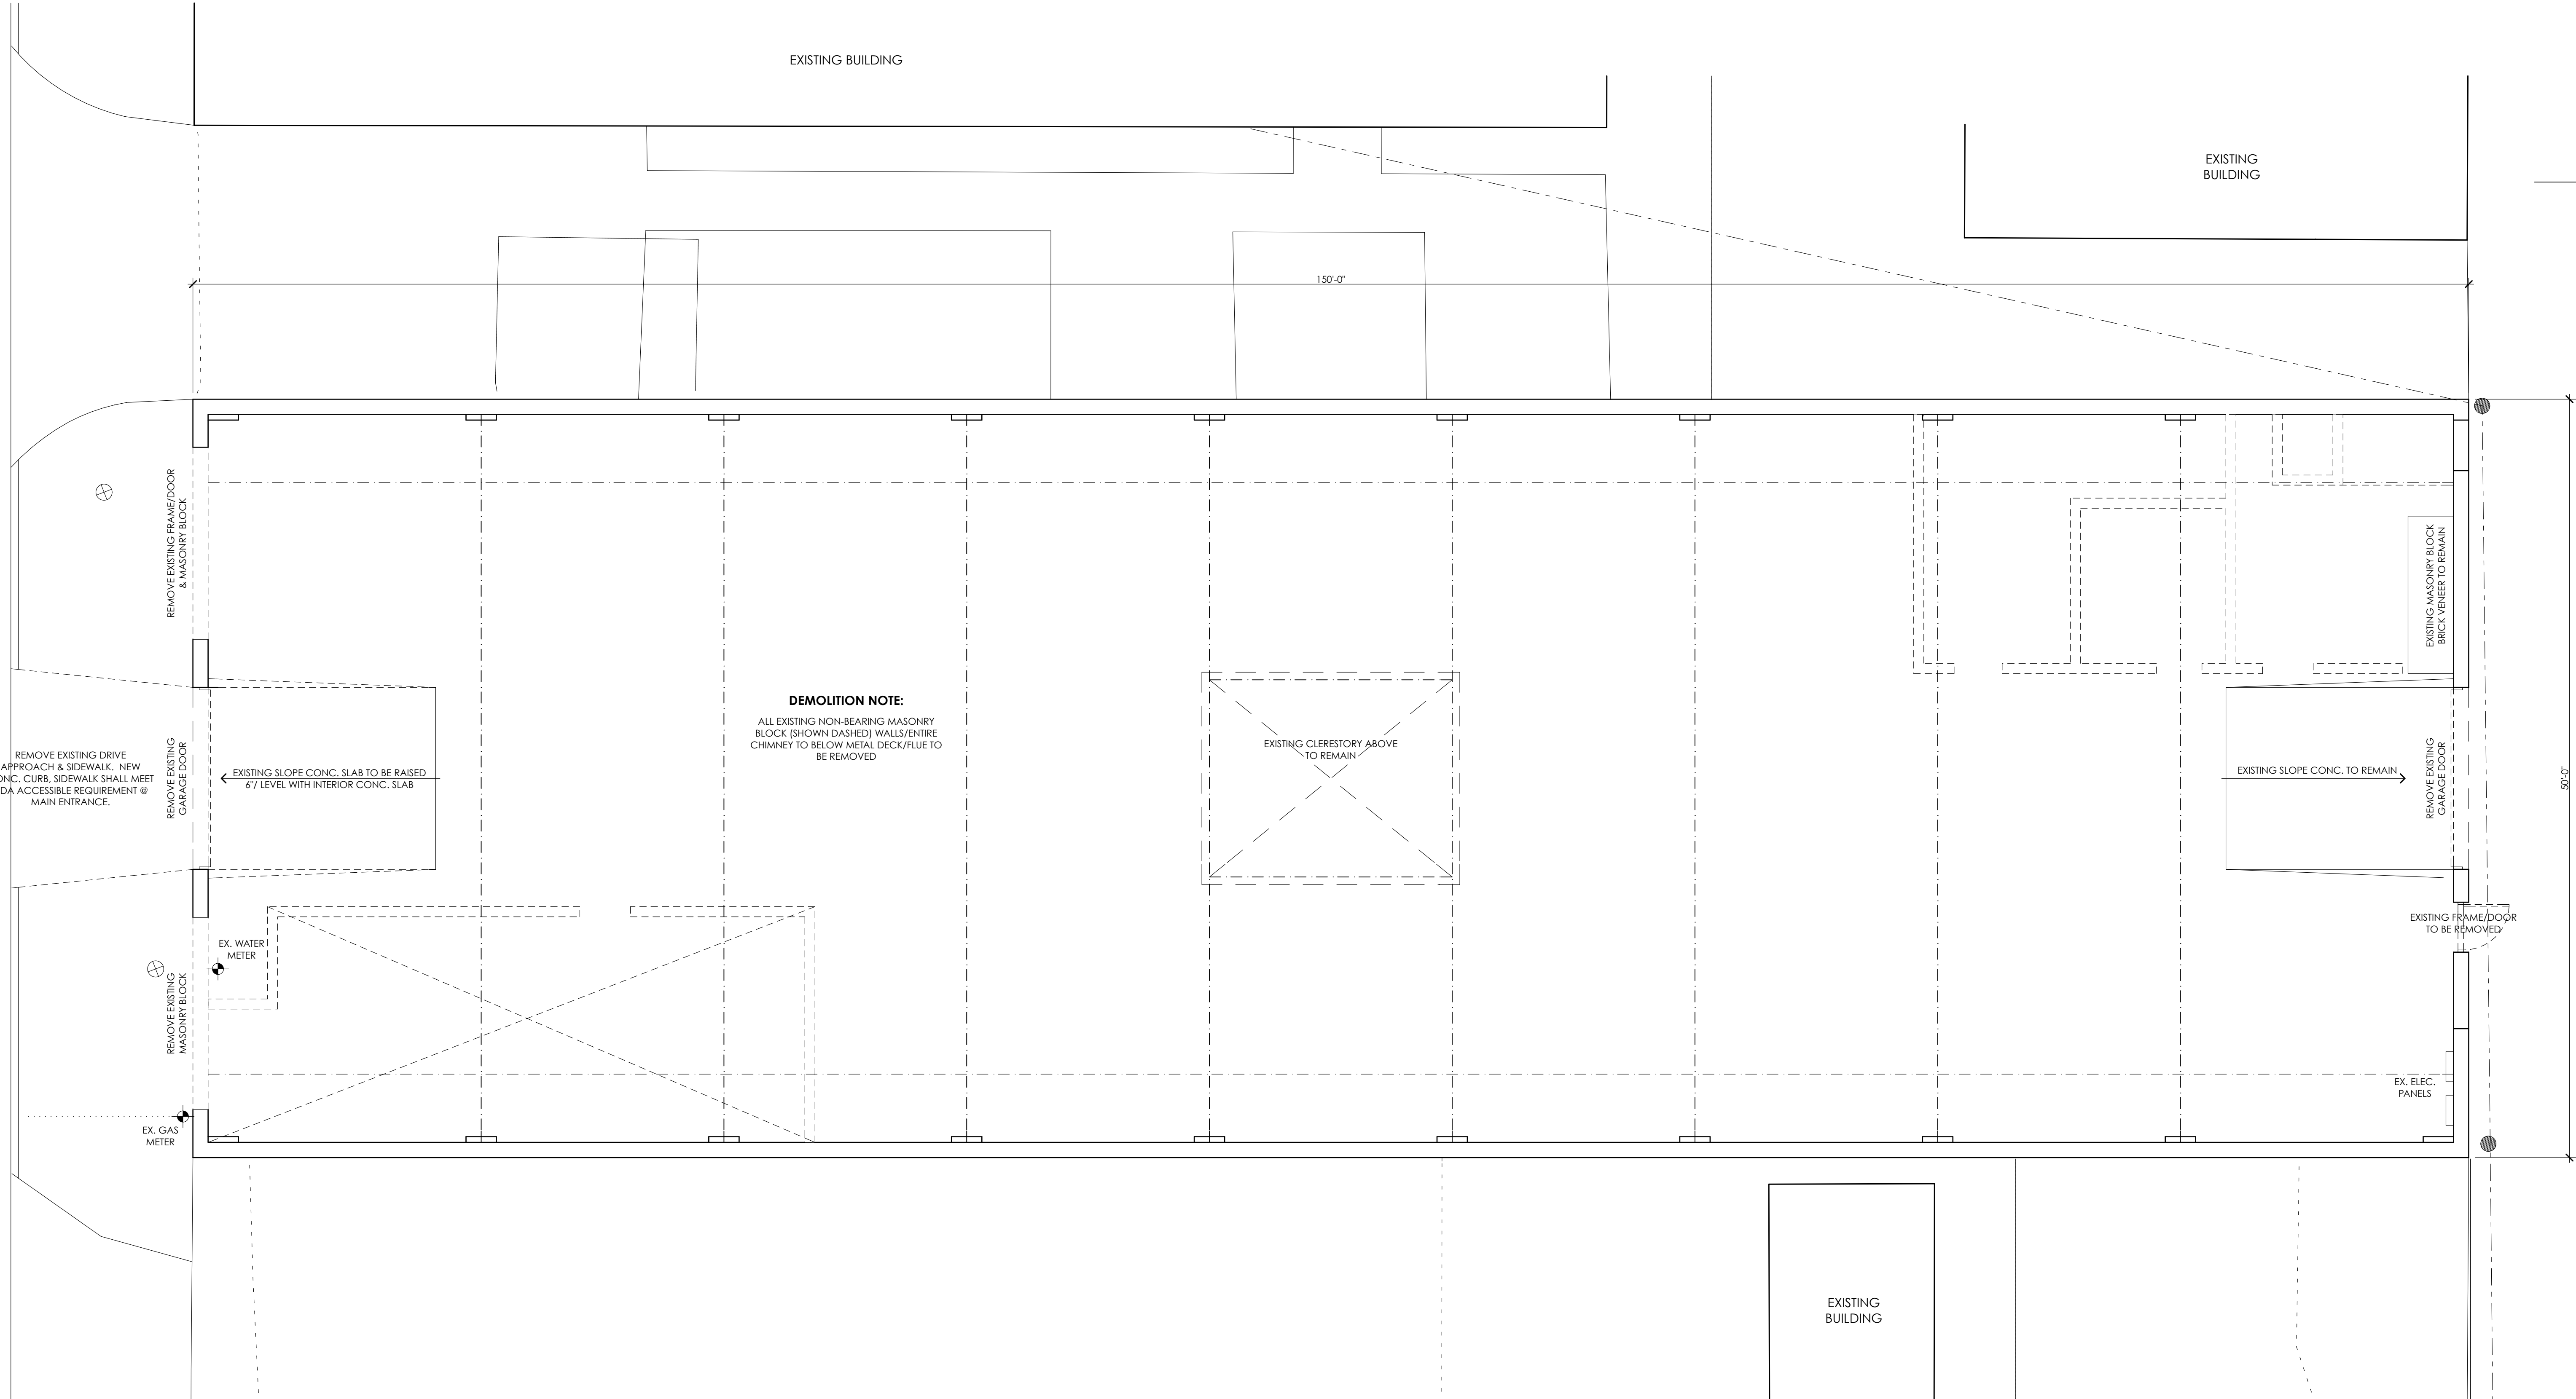 EXISTING BUILDING
EXISTING
BUILDING
150'-0"
REMOVE EXISTING FRAME/DOOR
& MASONRY BLOCK
EXISTING MASONRY BLOCK
BRICK VENEER TO REMAIN
DEMOLITION NOTE:
ALL EXISTING NON-BEARING MASONRY
BLOCK (SHOWN DASHED) WALLS/ENTIRE
CHIMNEY TO BELOW METAL DECK/FLUE TO
BE REMOVED
EXISTING CLERESTORY ABOVE
TO REMAIN
REMOVE EXISTING DRIVE
APPROACH & SIDEWALK. NEW
ONC. CURB, SIDEWALK SHALL MEET
DA ACCESSIBLE REQUIREMENT @
MAIN ENTRANCE.
REMOVE EXISTING
GARAGE DOOR
EXISTING SLOPE CONC. SLAB TO BE RAISED
6"/ LEVEL WITH INTERIOR CONC. SLAB
EXISTING SLOPE CONC. TO REMAIN
REMOVE EXISTING
GARAGE DOOR
50'-0"
EXISTING FRAME/DOOR
TO BE REMOVED
EX. WATER
METER
REMOVE EXISTING
MASONRY BLOCK
EX. ELEC.
PANELS
EX. GAS
METER
EXISTING
BUILDING